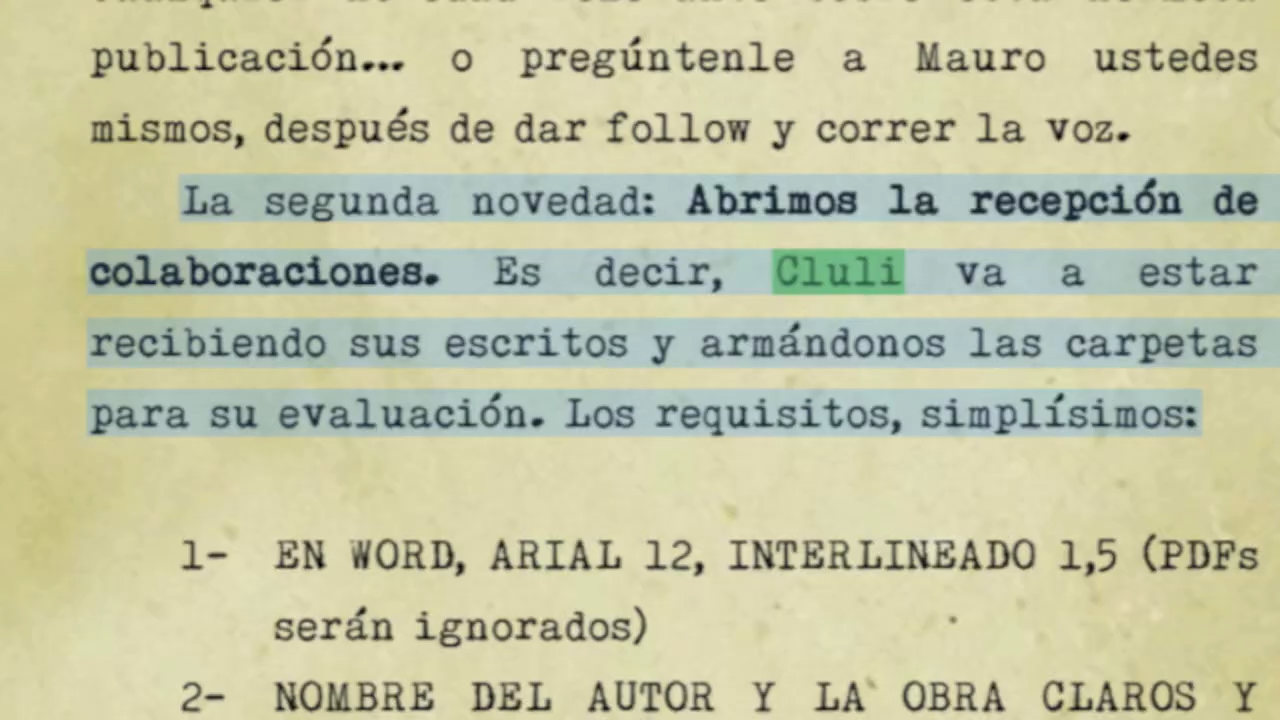 publicación... o pregúntenle a Mauro ustedes
mismos, después de dar follow y correr la voz.
La segunda novedad: Abrimos la recepción de
colaboraciones. Es decir, Cluli va a estar
recibiendo sus escritos y armándonos las carpetas
para su evaluación. Los requisitos, simplísimos:
1- EN WORD, ARIAL 12, INTERLINEADO 1,5 (PDFs
serán ignorados)
2- NOMBRE DEL AUTOR Y LA OBRA CLAROS Y